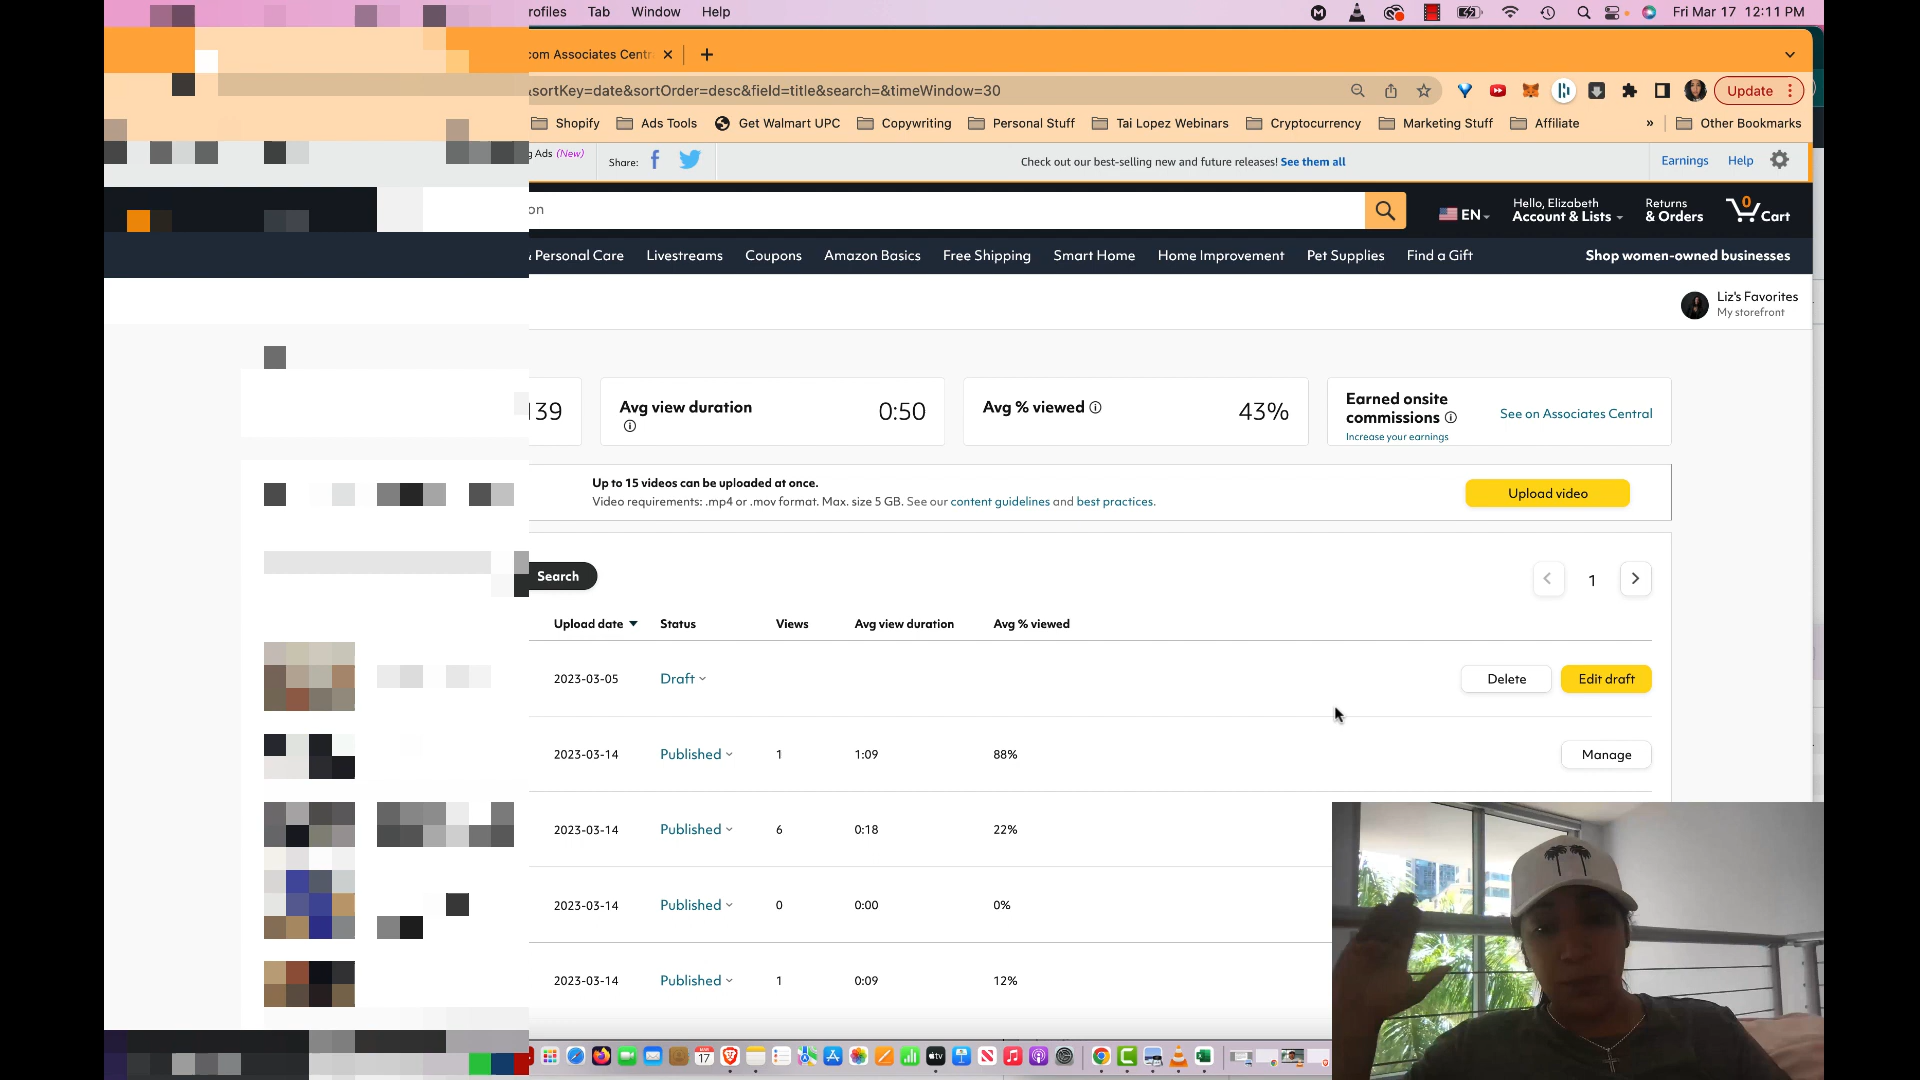 rofiles Tab Window Help
Fri Mar 17 12:11 PM
com Associates Centr
sortKey=date&sortOrder=desc&field=title&search=&timeWindow=30
Update
Shopify Ads Tools Get Walmart UPC Copywriting Personal Stuff Tai Lopez Webinars Cryptocurrency Marketing Stuff Affiliate » Other Bookmarks
g Ads (New)
Share:
Check out our best-selling new and future releases! See them all
Earnings Help
on
EN
Hello, Elizabeth
Account & Lists
Returns
& Orders
0
Cart
Personal Care Livestreams Coupons Amazon Basics Free Shipping Smart Home Home Improvement Pet Supplies Find a Gift Shop women-owned businesses
Liz's Favorites
My storefront
139
Avg view duration 0:50
Avg % viewed 43%
Earned onsite
commissions
Increase your earnings
See on Associates Central
Up to 15 videos can be uploaded at once.
Video requirements: .mp4 or .mov format. Max. size 5 GB. See our content guidelines and best practices.
Upload video
Search
1
Upload date Status Views Avg view duration Avg % viewed
2023-03-05 Draft Delete Edit draft
2023-03-14 Published 1 1:09 88% Manage
2023-03-14 Published 6 0:18 22%
2023-03-14 Published 0 0:00 0%
2023-03-14 Published 1 0:09 12%
17